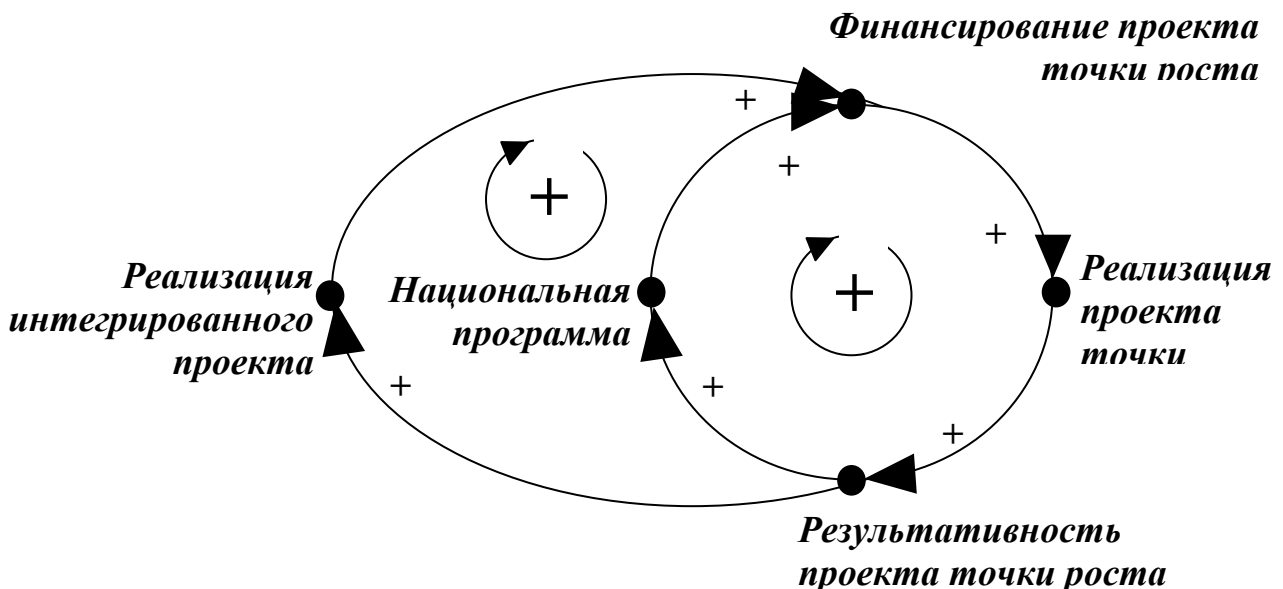 Финансирование проекта
точки роста
+
+
+
+
+
Реализация
интегрированного
проекта
Национальная
программа
+
Реализация
проекта
точки
+
+
+
Результативность
проекта точки роста